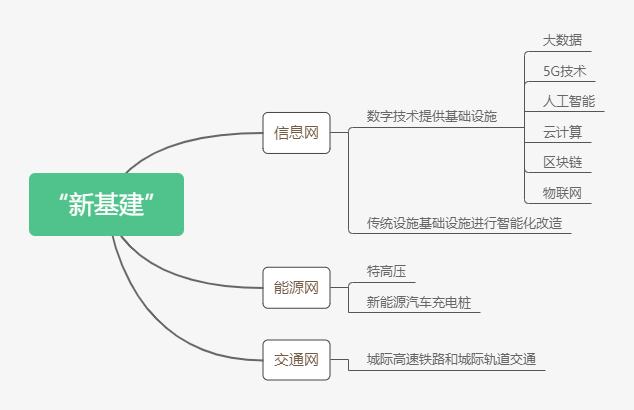 “新基建”
信息网
数字技术提供基础设施
大数据
5G技术
人工智能
云计算
区块链
物联网
传统设施基础设施进行智能化改造
能源网
特高压
新能源汽车充电桩
交通网
城际高速铁路和城际轨道交通